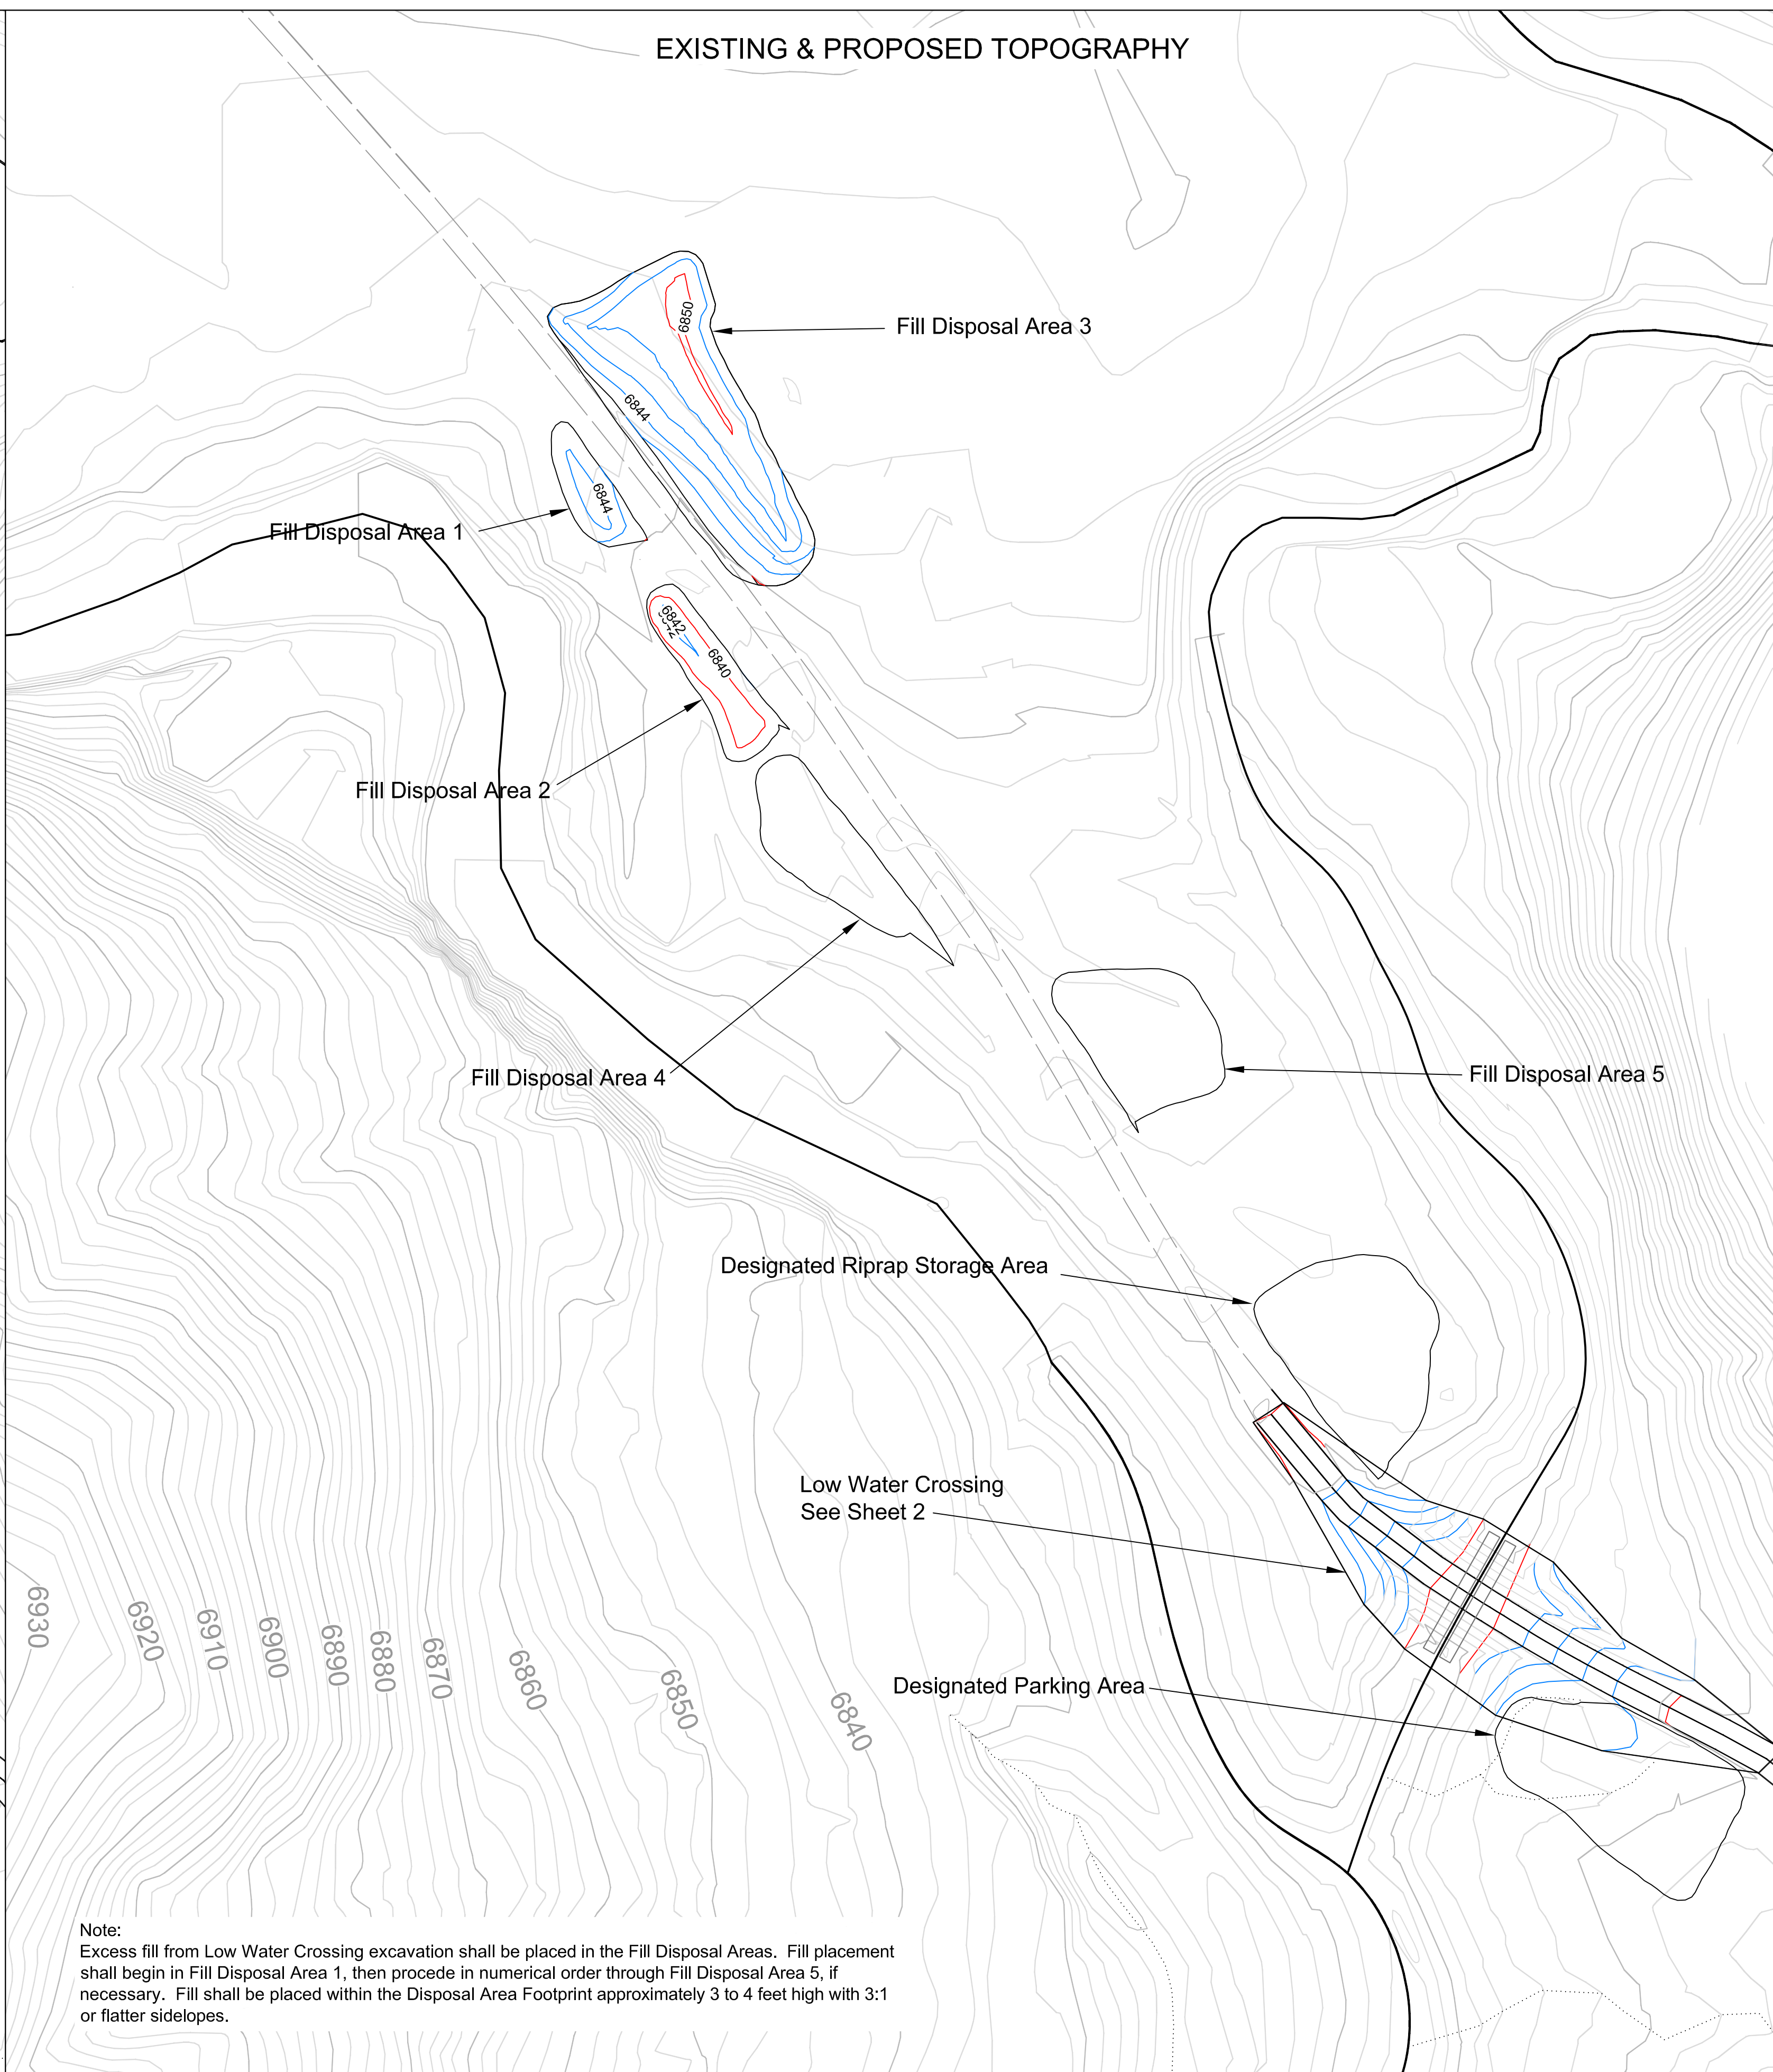 EXISTING & PROPOSED TOPOGRAPHY
6850
Fill Disposal Area 3
6844
6844
Fill Disposal Area 1
6842
6840
Fill Disposal Area 2
Fill Disposal Area 4
Fill Disposal Area 5
Designated Riprap Storage Area
Low Water Crossing
See Sheet 2
Designated Parking Area
6930
6920
6910
6900
6890
6880
6870
6860
6850
6840
Note:
Excess fill from Low Water Crossing excavation shall be placed in the Fill Disposal Areas.  Fill placement
shall begin in Fill Disposal Area 1, then procede in numerical order through Fill Disposal Area 5, if
necessary.  Fill shall be placed within the Disposal Area Footprint approximately 3 to 4 feet high with 3:1
or flatter sidelopes.